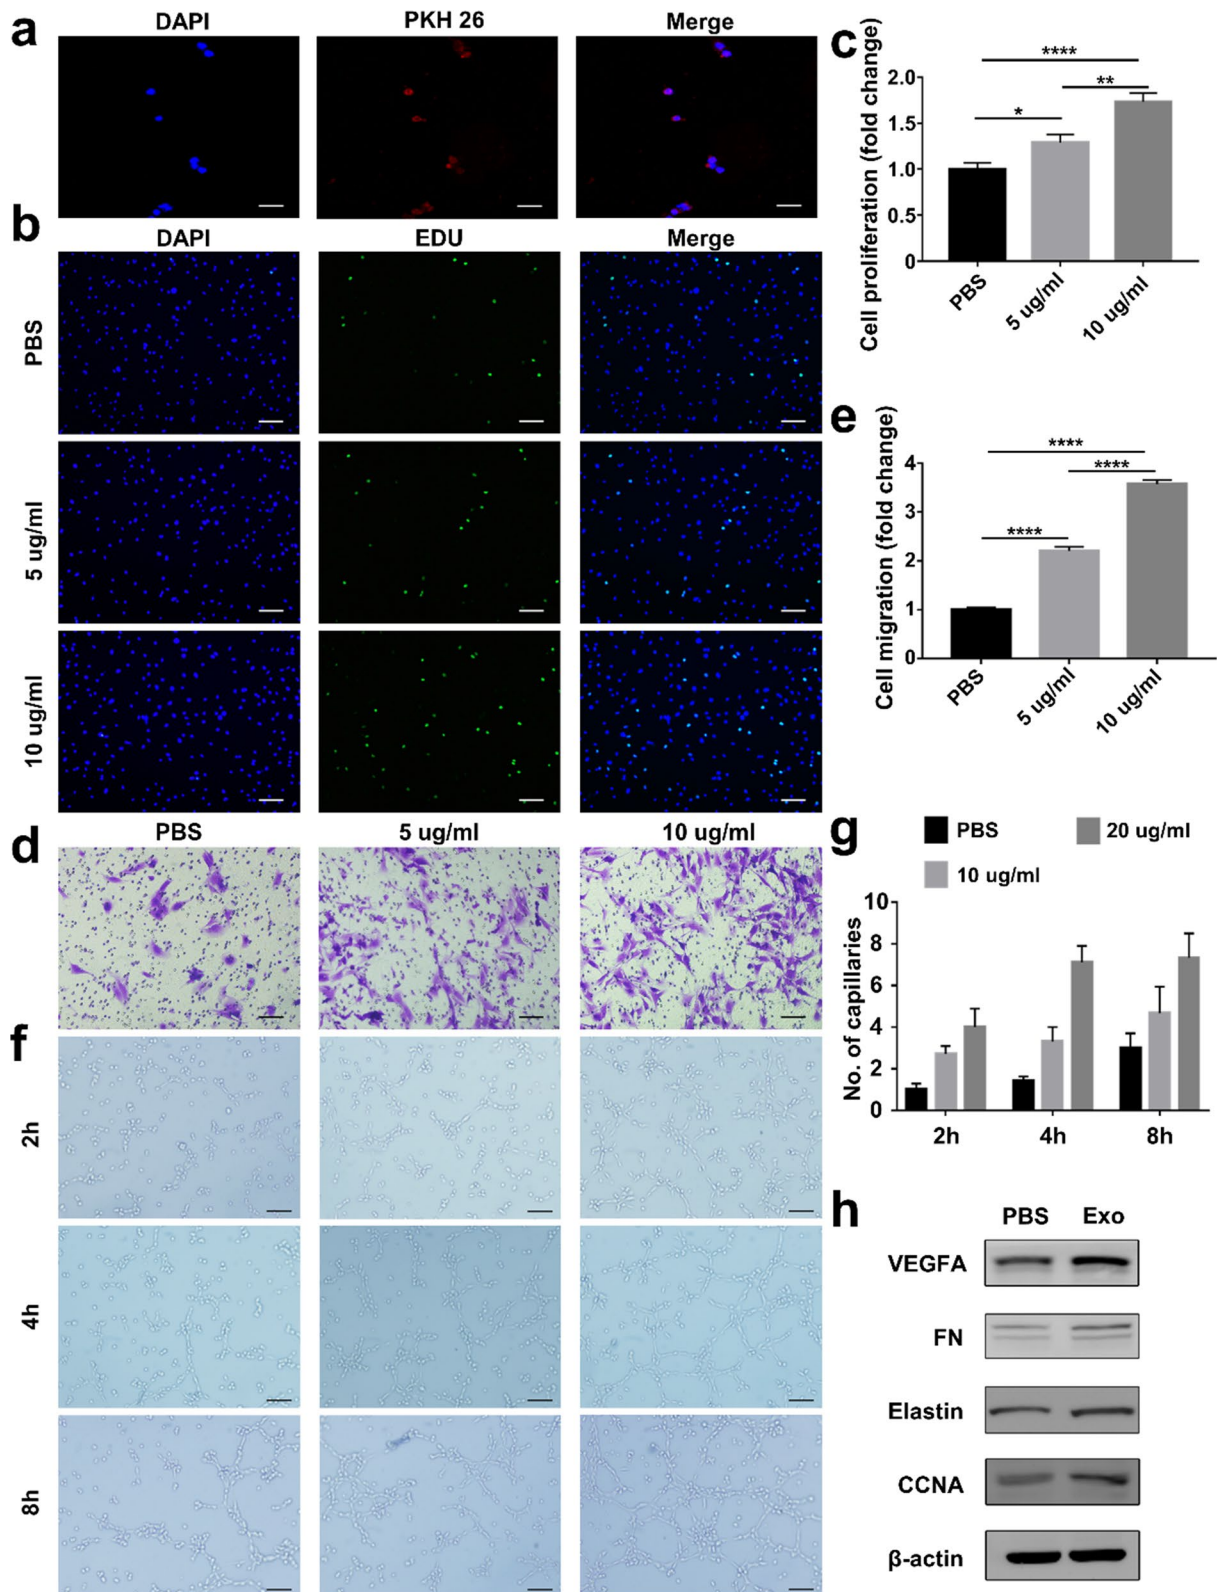 a
DAPI
PKH 26
Merge
b
DAPI
EDU
Merge
PBS
5 ug/ml
10 ug/ml
c
Cell proliferation (fold change)
2.0
1.5
1.0
0.5
0
****
**
*
PBS
5 ug/ml
10 ug/ml
d
PBS
5 ug/ml
10 ug/ml
e
Cell migration (fold change)
4
3
2
1
0
****
****
****
PBS
5 ug/ml
10 ug/ml
f
2h
4h
8h
g
PBS
20 ug/ml
10 ug/ml
No. of capillaries
10
8
6
4
2
0
2h
4h
8h
h
PBS
Exo
VEGFA
FN
Elastin
CCNA
β-actin